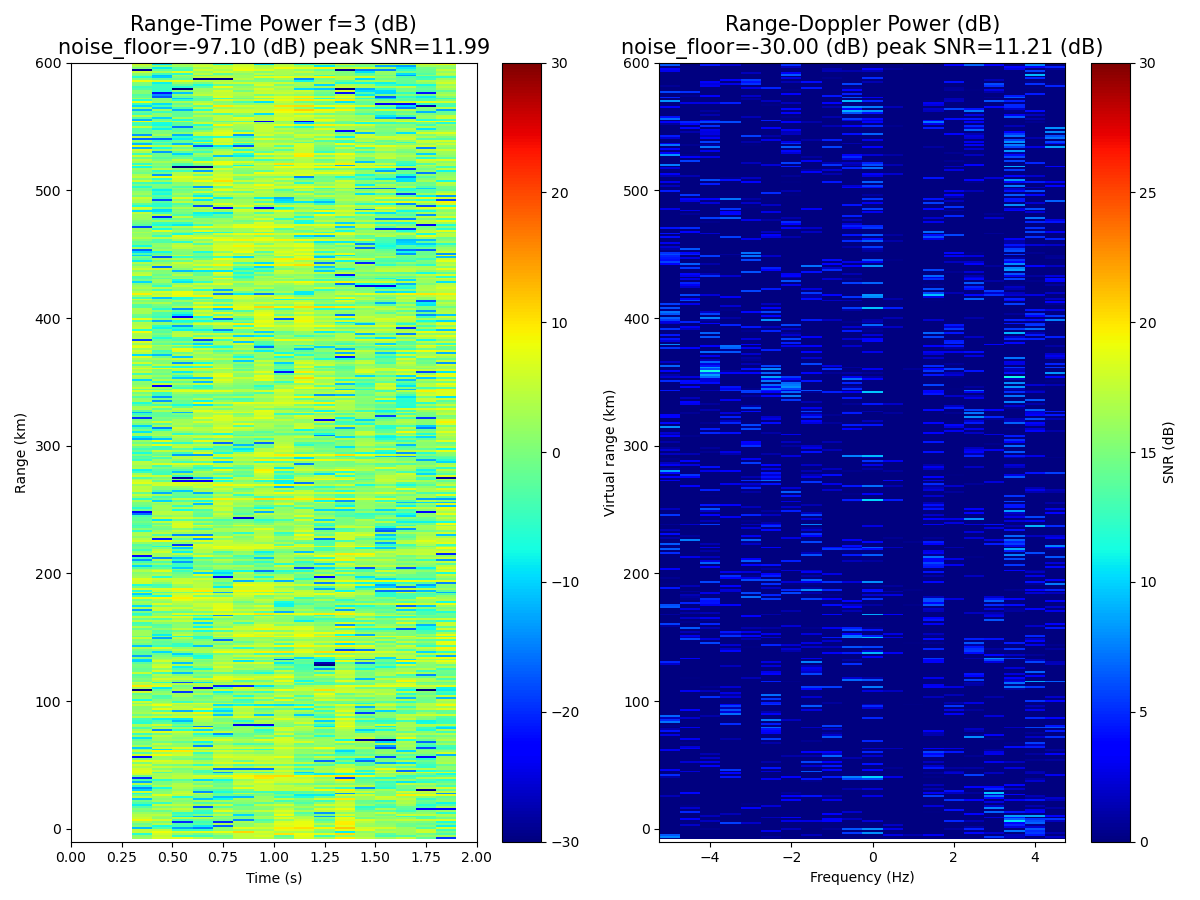 Range-Time Power f=3 (dB)
noise_floor=-97.10 (dB) peak SNR=11.99
Range-Doppler Power (dB)
noise_floor=-30.00 (dB) peak SNR=11.21 (dB)
600
500
400
300
200
100
0
Range (km)
0.00 0.25 0.50 0.75 1.00 1.25 1.50 1.75 2.00
Time (s)
30
20
10
0
−10
−20
−30
600
500
400
300
200
100
0
Virtual range (km)
−4 −2 0 2 4
Frequency (Hz)
30
25
20
15
10
5
0
SNR (dB)